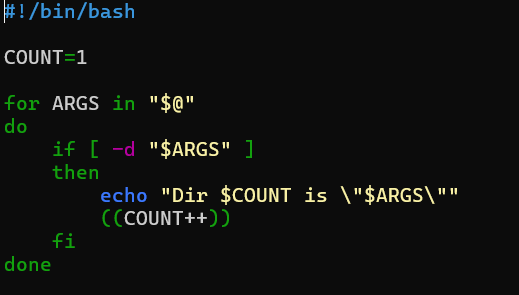 #!/bin/bash

COUNT=1

for ARGS in "$@"
do
    if [ -d "$ARGS" ]
    then
        echo "Dir $COUNT is \"$ARGS\""
        ((COUNT++))
    fi
done